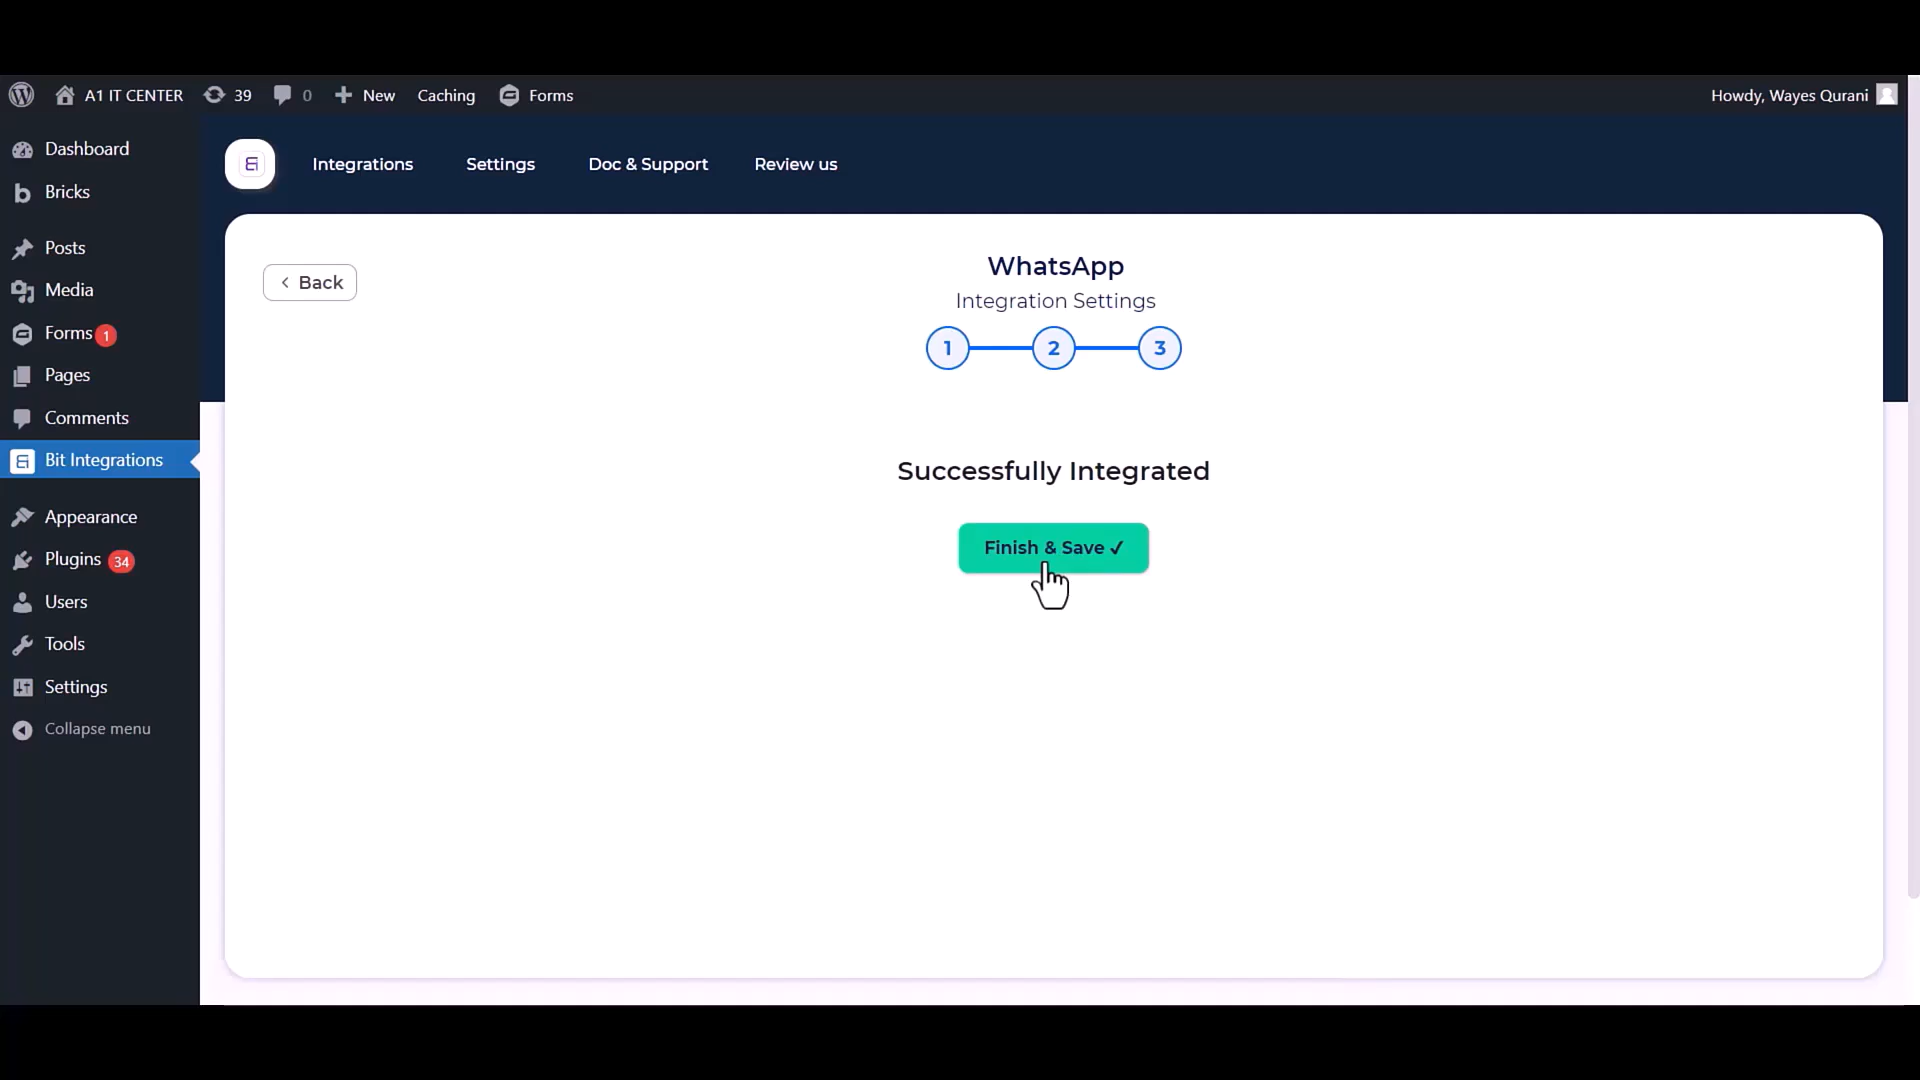 A1 IT CENTER 39 0 New Caching Forms Howdy, Wayes Qurani
Dashboard
Bricks
Posts
Media
Forms 1
Pages
Comments
Bit Integrations
Appearance
Plugins 34
Users
Tools
Settings
Collapse menu
Integrations Settings Doc & Support Review us
Back
WhatsApp
Integration Settings
1 2 3
Successfully Integrated
Finish & Save ✓